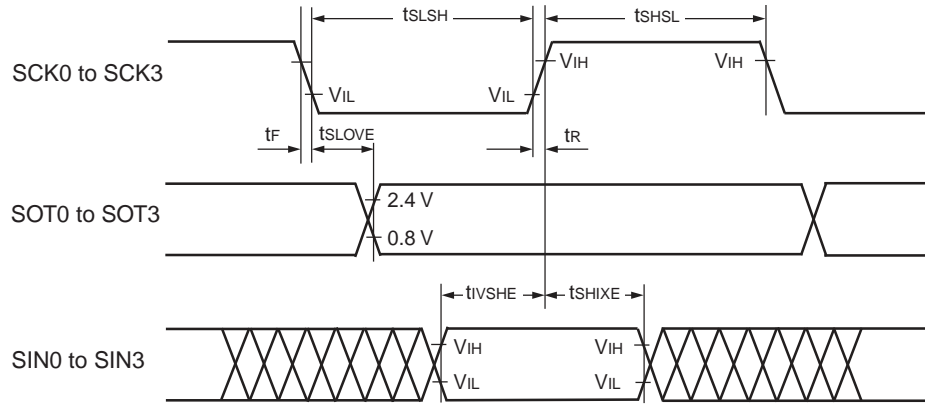 tSLSH tSHSL
SCK0 to SCK3
VIH VIH
VIL VIL
tF tSLOVE tR
SOT0 to SOT3
2.4 V
0.8 V
tIVSHE tSHIXE
SIN0 to SIN3
VIH VIH
VIL VIL